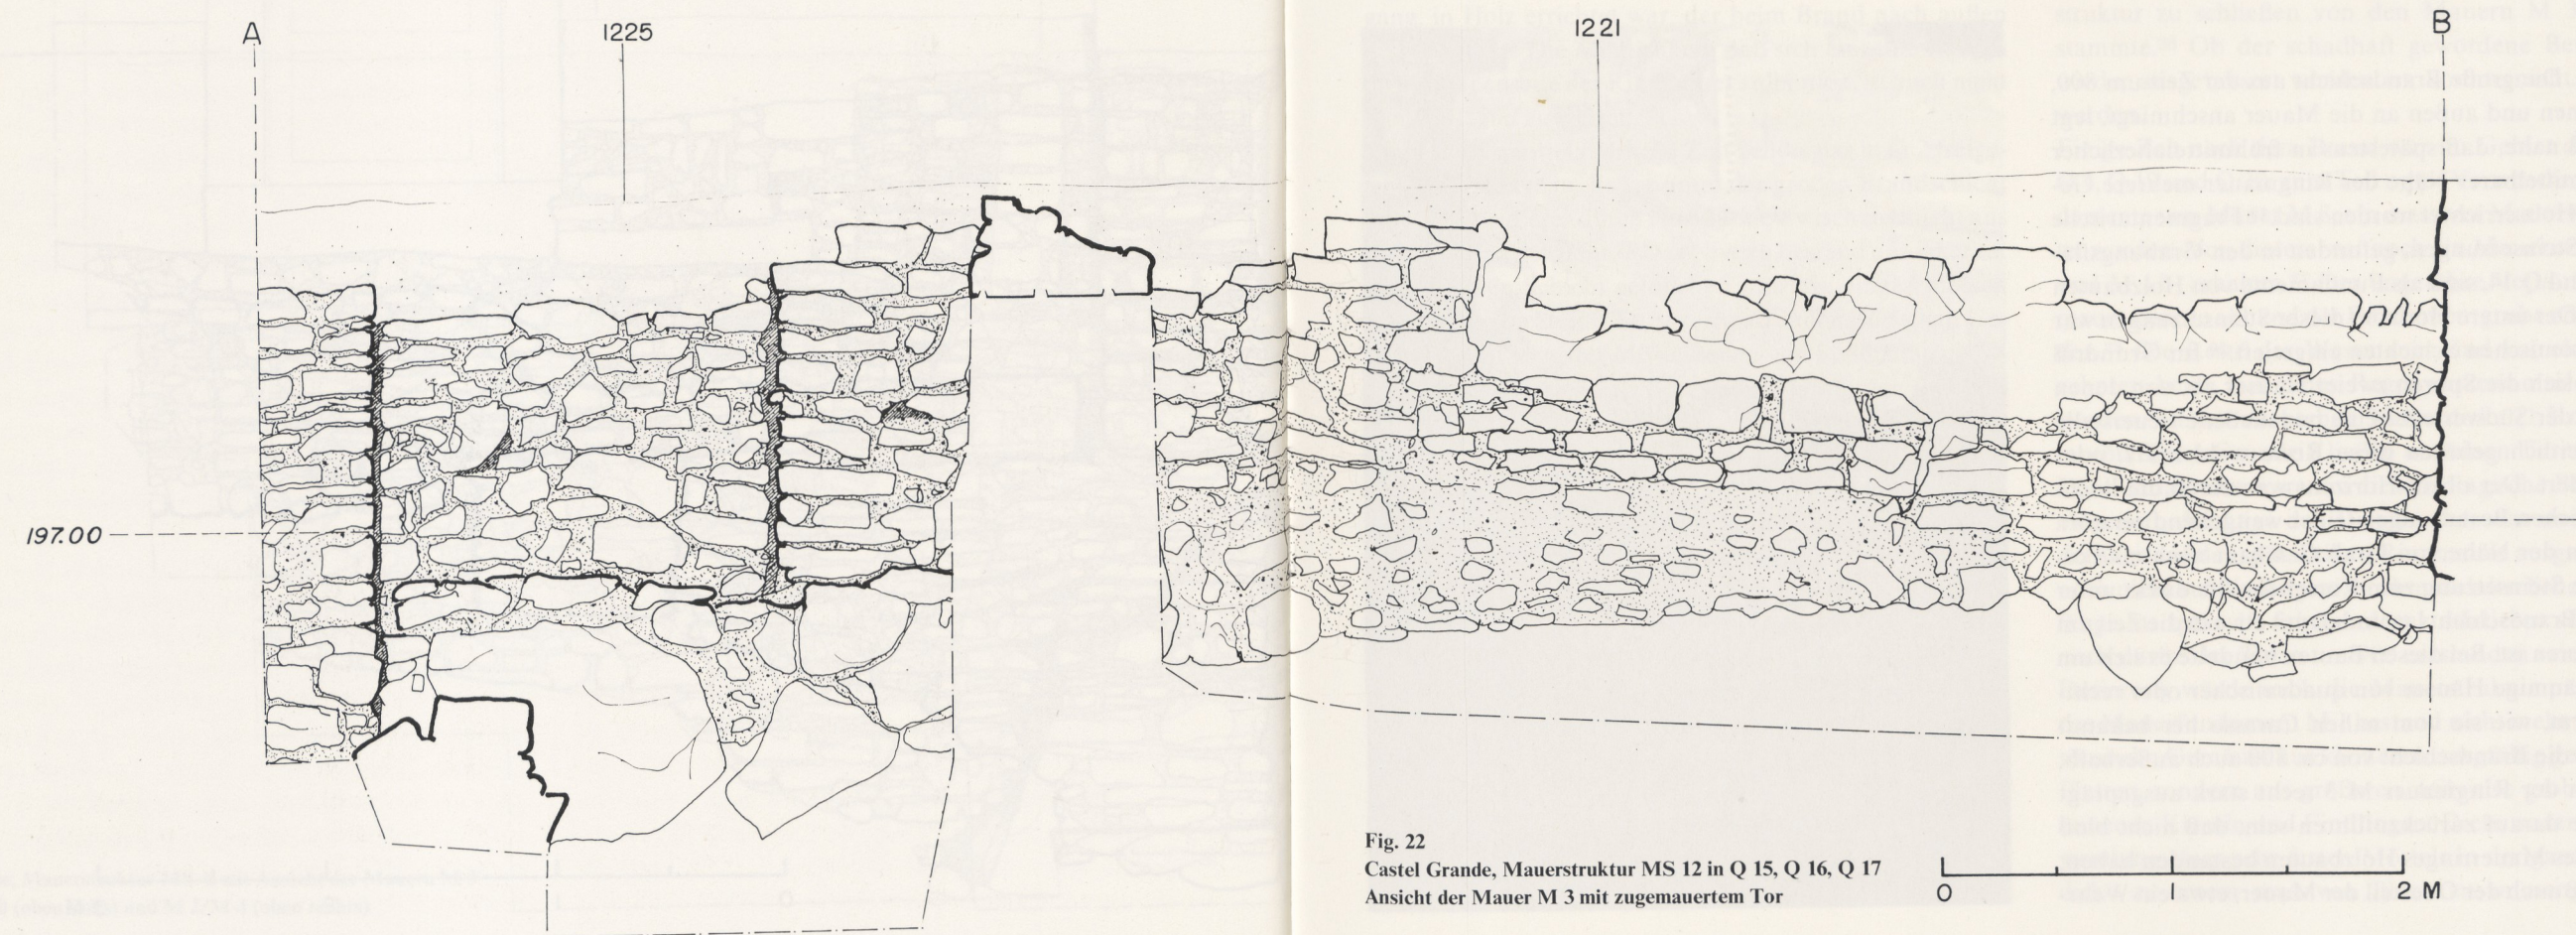 A
1225
1221
B
197.00
Fig. 22
Castel Grande, Mauerstruktur MS 12 in Q 15, Q 16, Q 17
Ansicht der Mauer M 3 mit zugemauertem Tor
0
1
2 M